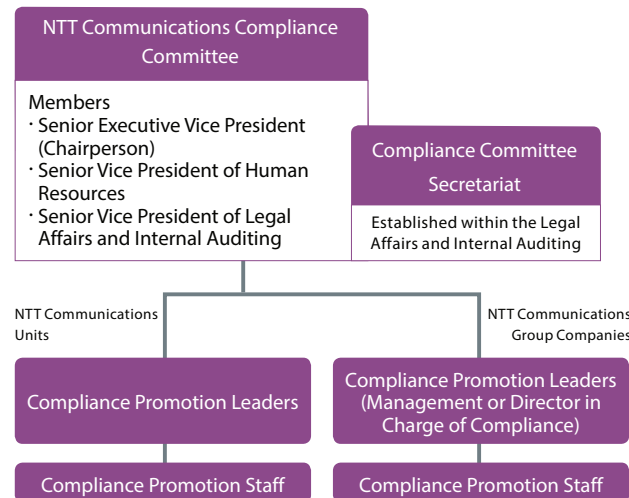 NTT Communications Compliance
Committee
Members
· Senior Executive Vice President
(Chairperson)
· Senior Vice President of Human
Resources
· Senior Vice President of Legal
Affairs and Internal Auditing
Compliance Committee
Secretariat
Established within the Legal
Affairs and Internal Auditing
NTT Communications
Units
NTT Communications
Group Companies
Compliance Promotion Leaders
Compliance Promotion Leaders
(Management or Director in
Charge of Compliance)
Compliance Promotion Staff
Compliance Promotion Staff